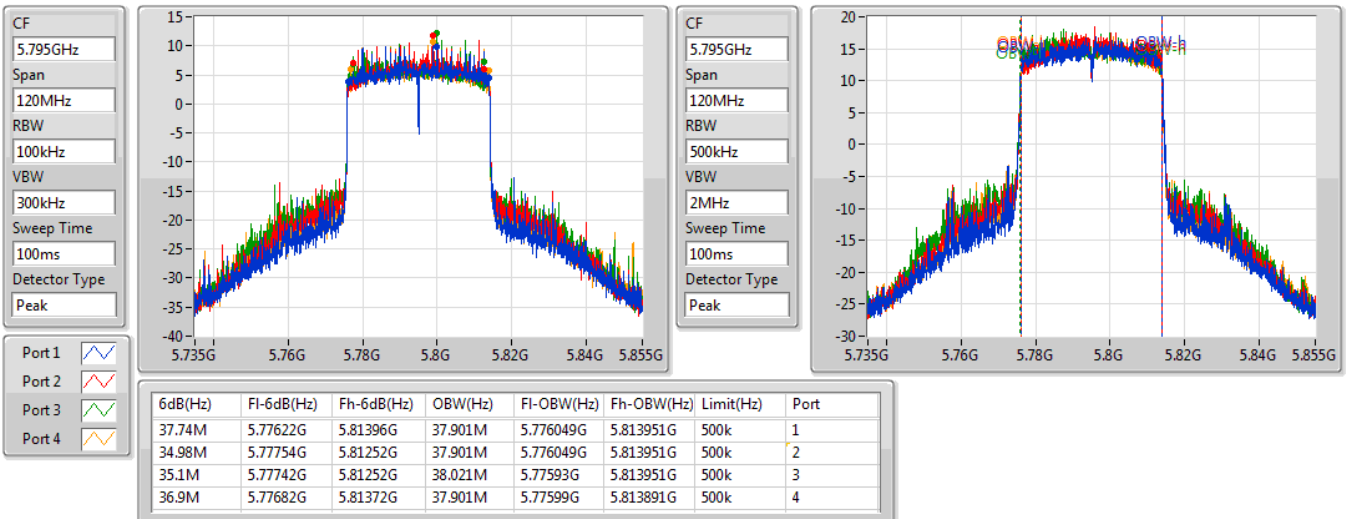 CF
5.795GHz
Span
120MHz
RBW
100kHz
VBW
300kHz
Sweep Time
100ms
Detector Type
Peak
15
10
5
0
-5
-10
-15
-20
-25
-30
-35
-40
5.735G 5.76G 5.78G 5.8G 5.82G 5.84G 5.855G
CF
5.795GHz
Span
120MHz
RBW
500kHz
VBW
2MHz
Sweep Time
100ms
Detector Type
Peak
20
15
10
5
0
-5
-10
-15
-20
-25
-30
OBW-h
5.735G 5.76G 5.78G 5.8G 5.82G 5.84G 5.855G
Port 1
Port 2
Port 3
Port 4
6dB(Hz) Fl-6dB(Hz) Fh-6dB(Hz) OBW(Hz) Fl-OBW(Hz) Fh-OBW(Hz) Limit(Hz) Port
37.74M 5.77622G 5.81396G 37.901M 5.776049G 5.813951G 500k 1
34.98M 5.77754G 5.81252G 37.901M 5.776049G 5.813951G 500k 2
35.1M 5.77742G 5.81252G 38.021M 5.77593G 5.813951G 500k 3
36.9M 5.77682G 5.81372G 37.901M 5.77599G 5.813891G 500k 4